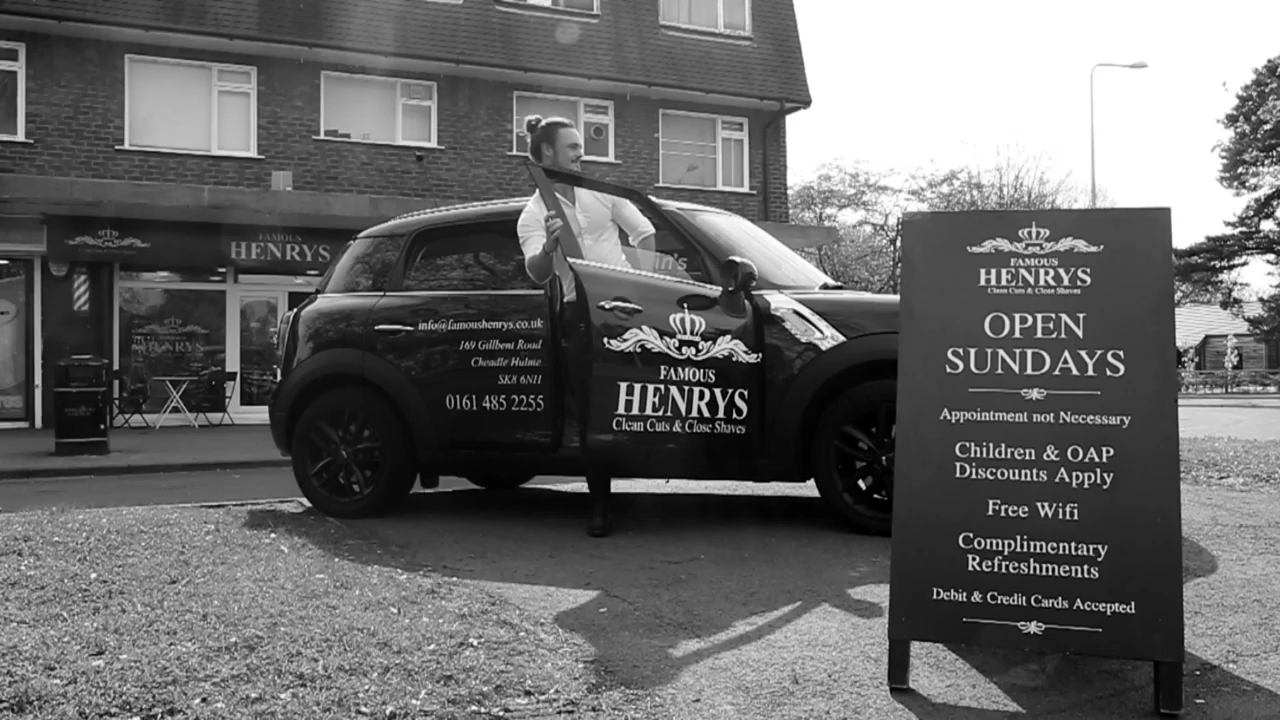 FAMOUS
HENRYS
HENRYS
info@famoushenrys.co.uk
169 Gillbent Road
Cheadle Hulme
SK8 6NH
0161 485 2255
FAMOUS
HENRYS
Clean Cuts & Close Shaves
FAMOUS
HENRYS
Clean Cuts & Close Shaves
OPEN
SUNDAYS
Appointment not Necessary
Children & OAP
Discounts Apply
Free Wifi
Complimentary
Refreshments
Debit & Credit Cards Accepted